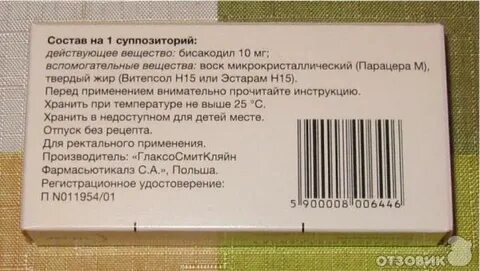 Состав на 1 суппозиторий:
действующее вещество: бисакодил 10 мг;
вспомогательные вещества: воск микрокристаллический (Парацера М),
твердый жир (Витепсол Н15 или Эстарам Н15).
Перед применением внимательно прочитайте инструкцию.
Хранить при температуре не выше 25 °С.
Хранить в недоступном для детей месте.
Отпуск без рецепта.
Для ректального применения.
Производитель: «ГлаксоСмитКляйн
Фармасьютикалз С.А.», Польша.
Регистрационное удостоверение:
П N011954/01
5 900008 006446
ОТЗОВИК